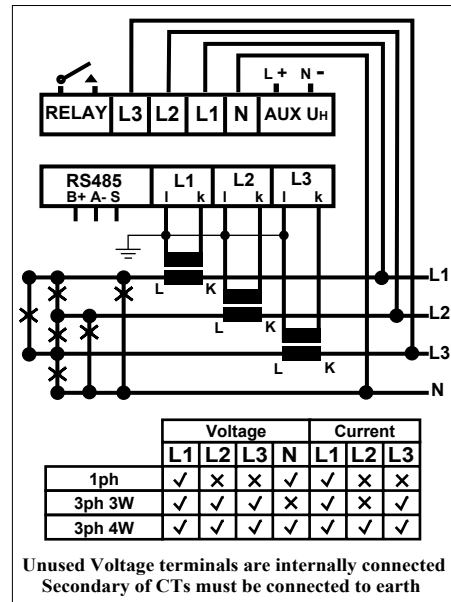 L+ N-
RELAY L3 L2 L1 N AUX UH
RS485 L1 L2 L3
B+ A- S l k l k l k
L K L1
L K L2
L K L3
N
Voltage Current
L1 L2 L3 N L1 L2 L3
1ph ✓ × × ✓ ✓ × ×
3ph 3W ✓ ✓ ✓ × ✓ × ✓
3ph 4W ✓ ✓ ✓ ✓ ✓ ✓ ✓
Unused Voltage terminals are internally connected
Secondary of CTs must be connected to earth